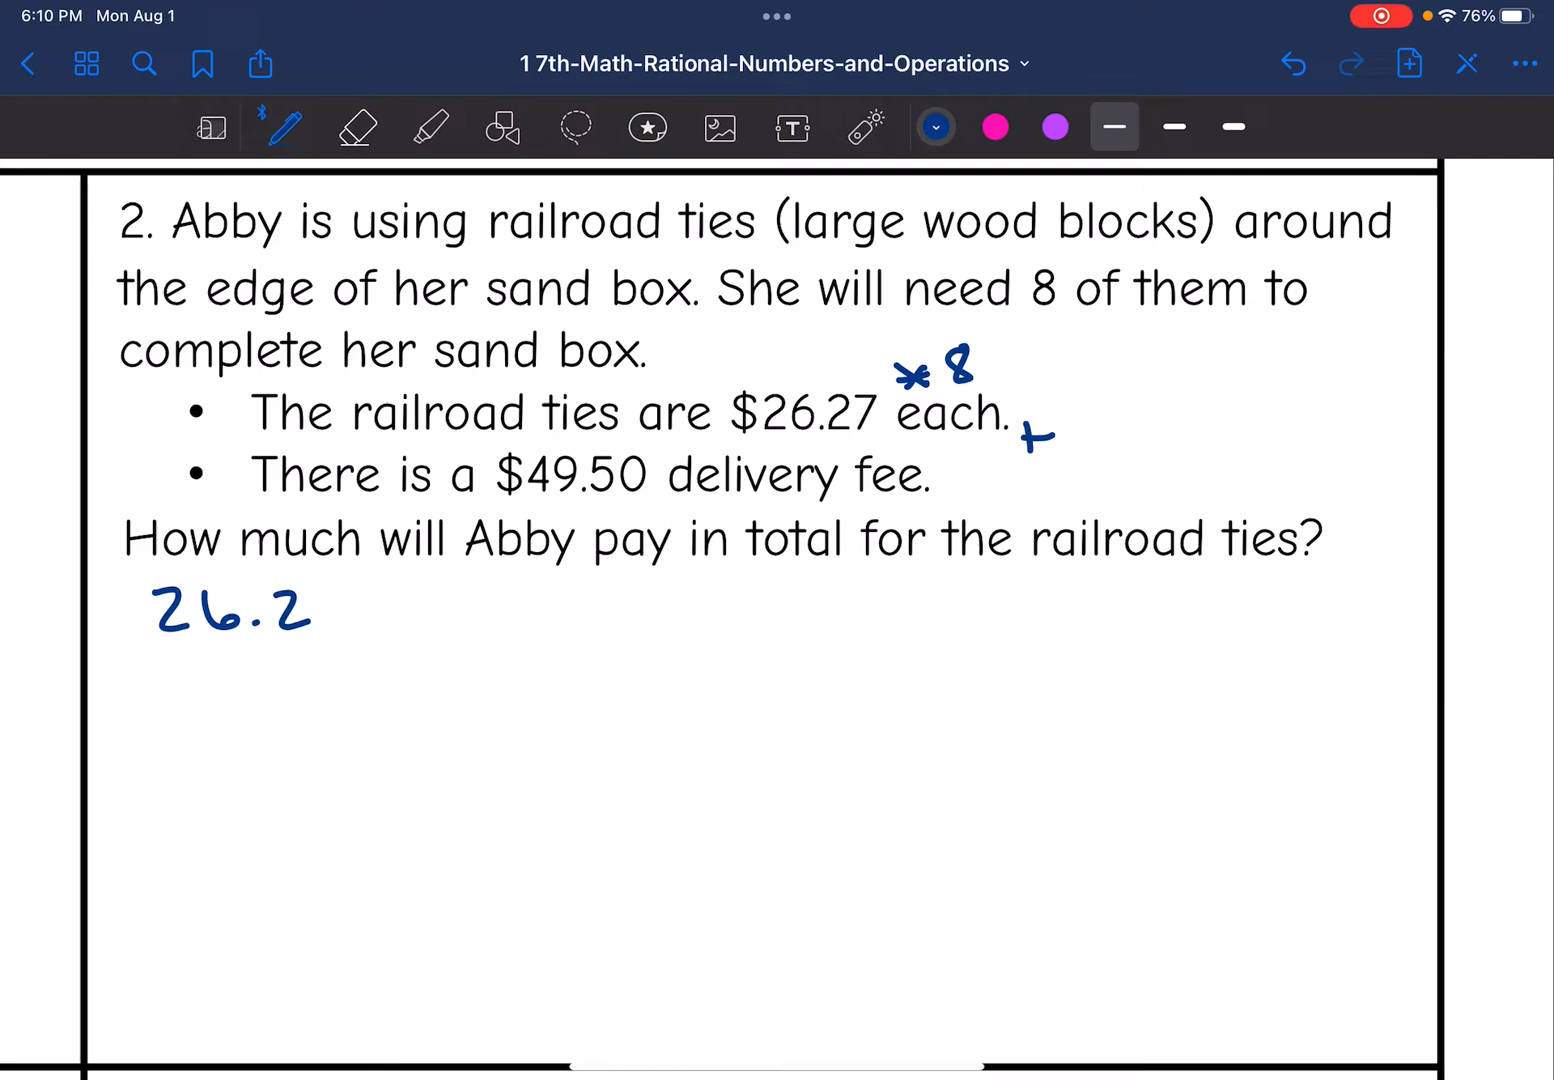 6:10 PM Mon Aug 1
76%
1 7th-Math-Rational-Numbers-and-Operations
T
2. Abby is using railroad ties (large wood blocks) around
the edge of her sand box. She will need 8 of them to
complete her sand box.
* 8
• The railroad ties are $26.27 each.
+
• There is a $49.50 delivery fee.
How much will Abby pay in total for the railroad ties?
26.2